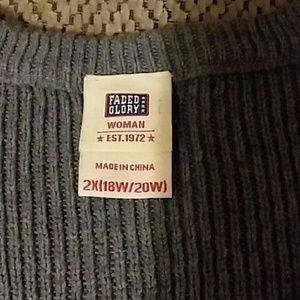 FADED
GLORY
WOMAN
★ EST.1972 ★
MADE IN CHINA
2X(18W/20W)